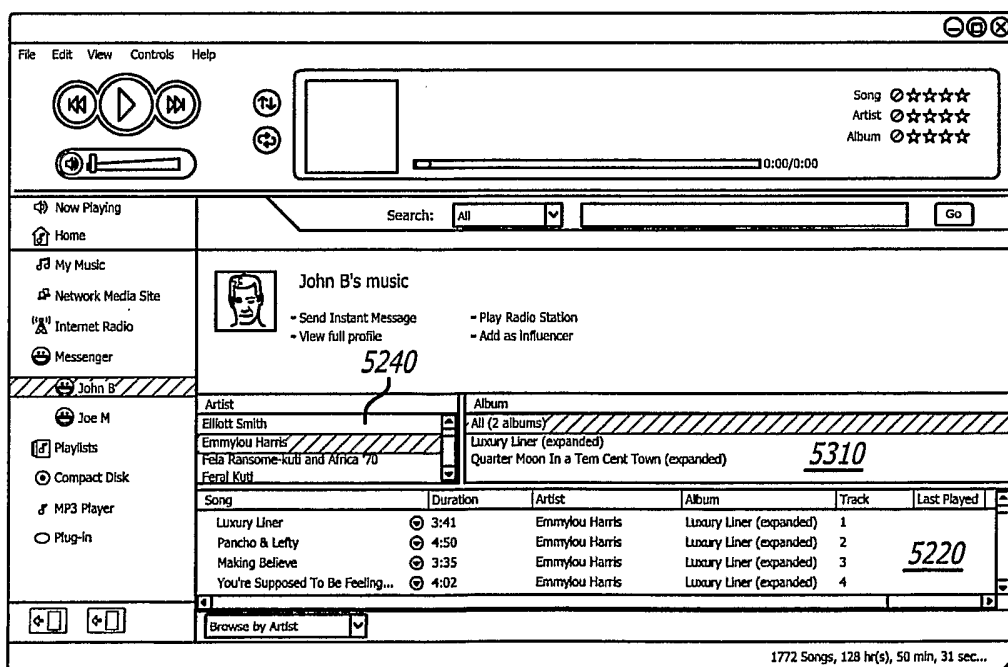 File Edit View Controls Help
Song
Artist
Album
0:00/0:00
Now Playing
Home
Search: All Go
My Music
Network Media Site
Internet Radio
Messenger
John B
Joe M
Playlists
Compact Disk
MP3 Player
Plug-in
John B's music
- Send Instant Message - Play Radio Station
- View full profile - Add as influencer
5240
Artist
Elliott Smith
Emmylou Harris
Fela Ransome-kuti and Africa '70
Feral Kuti
Album
All (2 albums)
Luxury Liner (expanded)
Quarter Moon In a Tem Cent Town (expanded)
5310
Song Duration Artist Album Track Last Played
Luxury Liner 3:41 Emmylou Harris Luxury Liner (expanded) 1
Pancho & Lefty 4:50 Emmylou Harris Luxury Liner (expanded) 2
Making Believe 3:35 Emmylou Harris Luxury Liner (expanded) 3
You're Supposed To Be Feeling... 4:02 Emmylou Harris Luxury Liner (expanded) 4
5220
Browse by Artist
1772 Songs, 128 hr(s), 50 min, 31 sec...